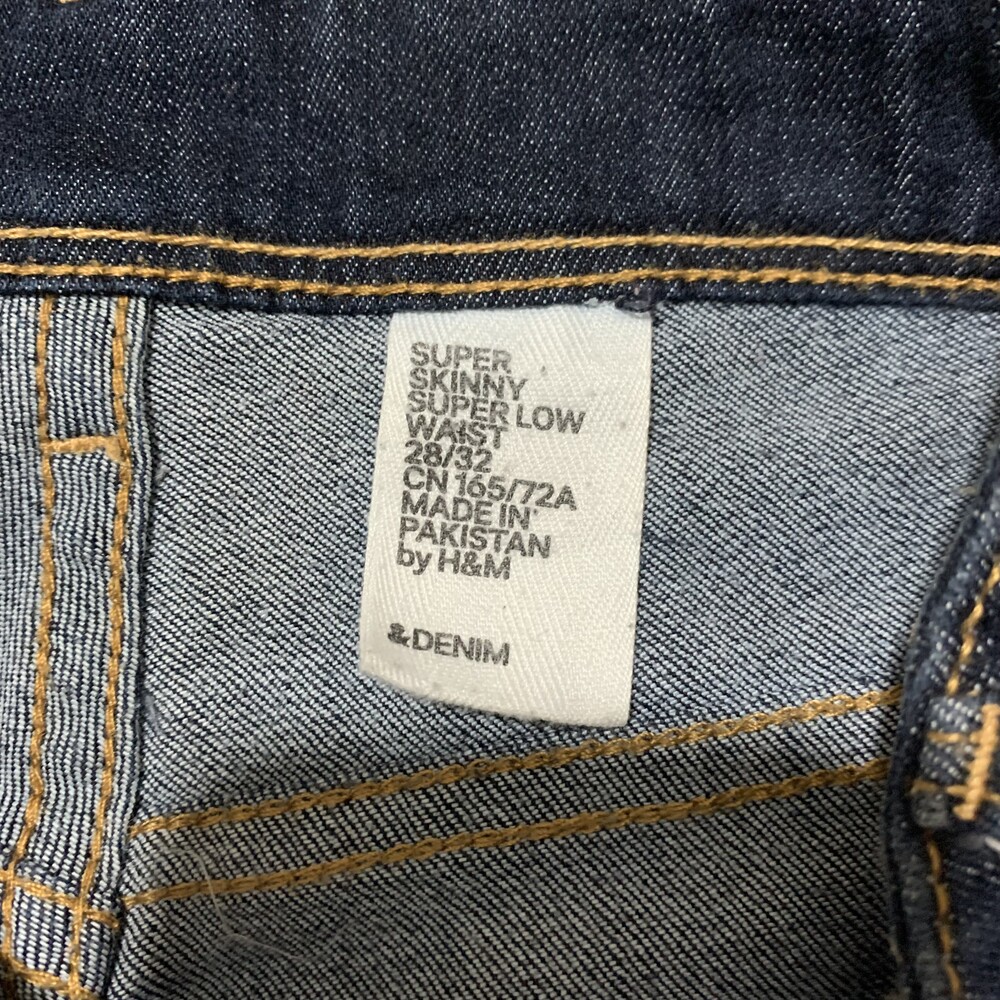 SUPER
SKINNY
SUPER LOW
WAIST
28/32
CN 165/72A
MADE IN
PAKISTAN
by H&M
&DENIM